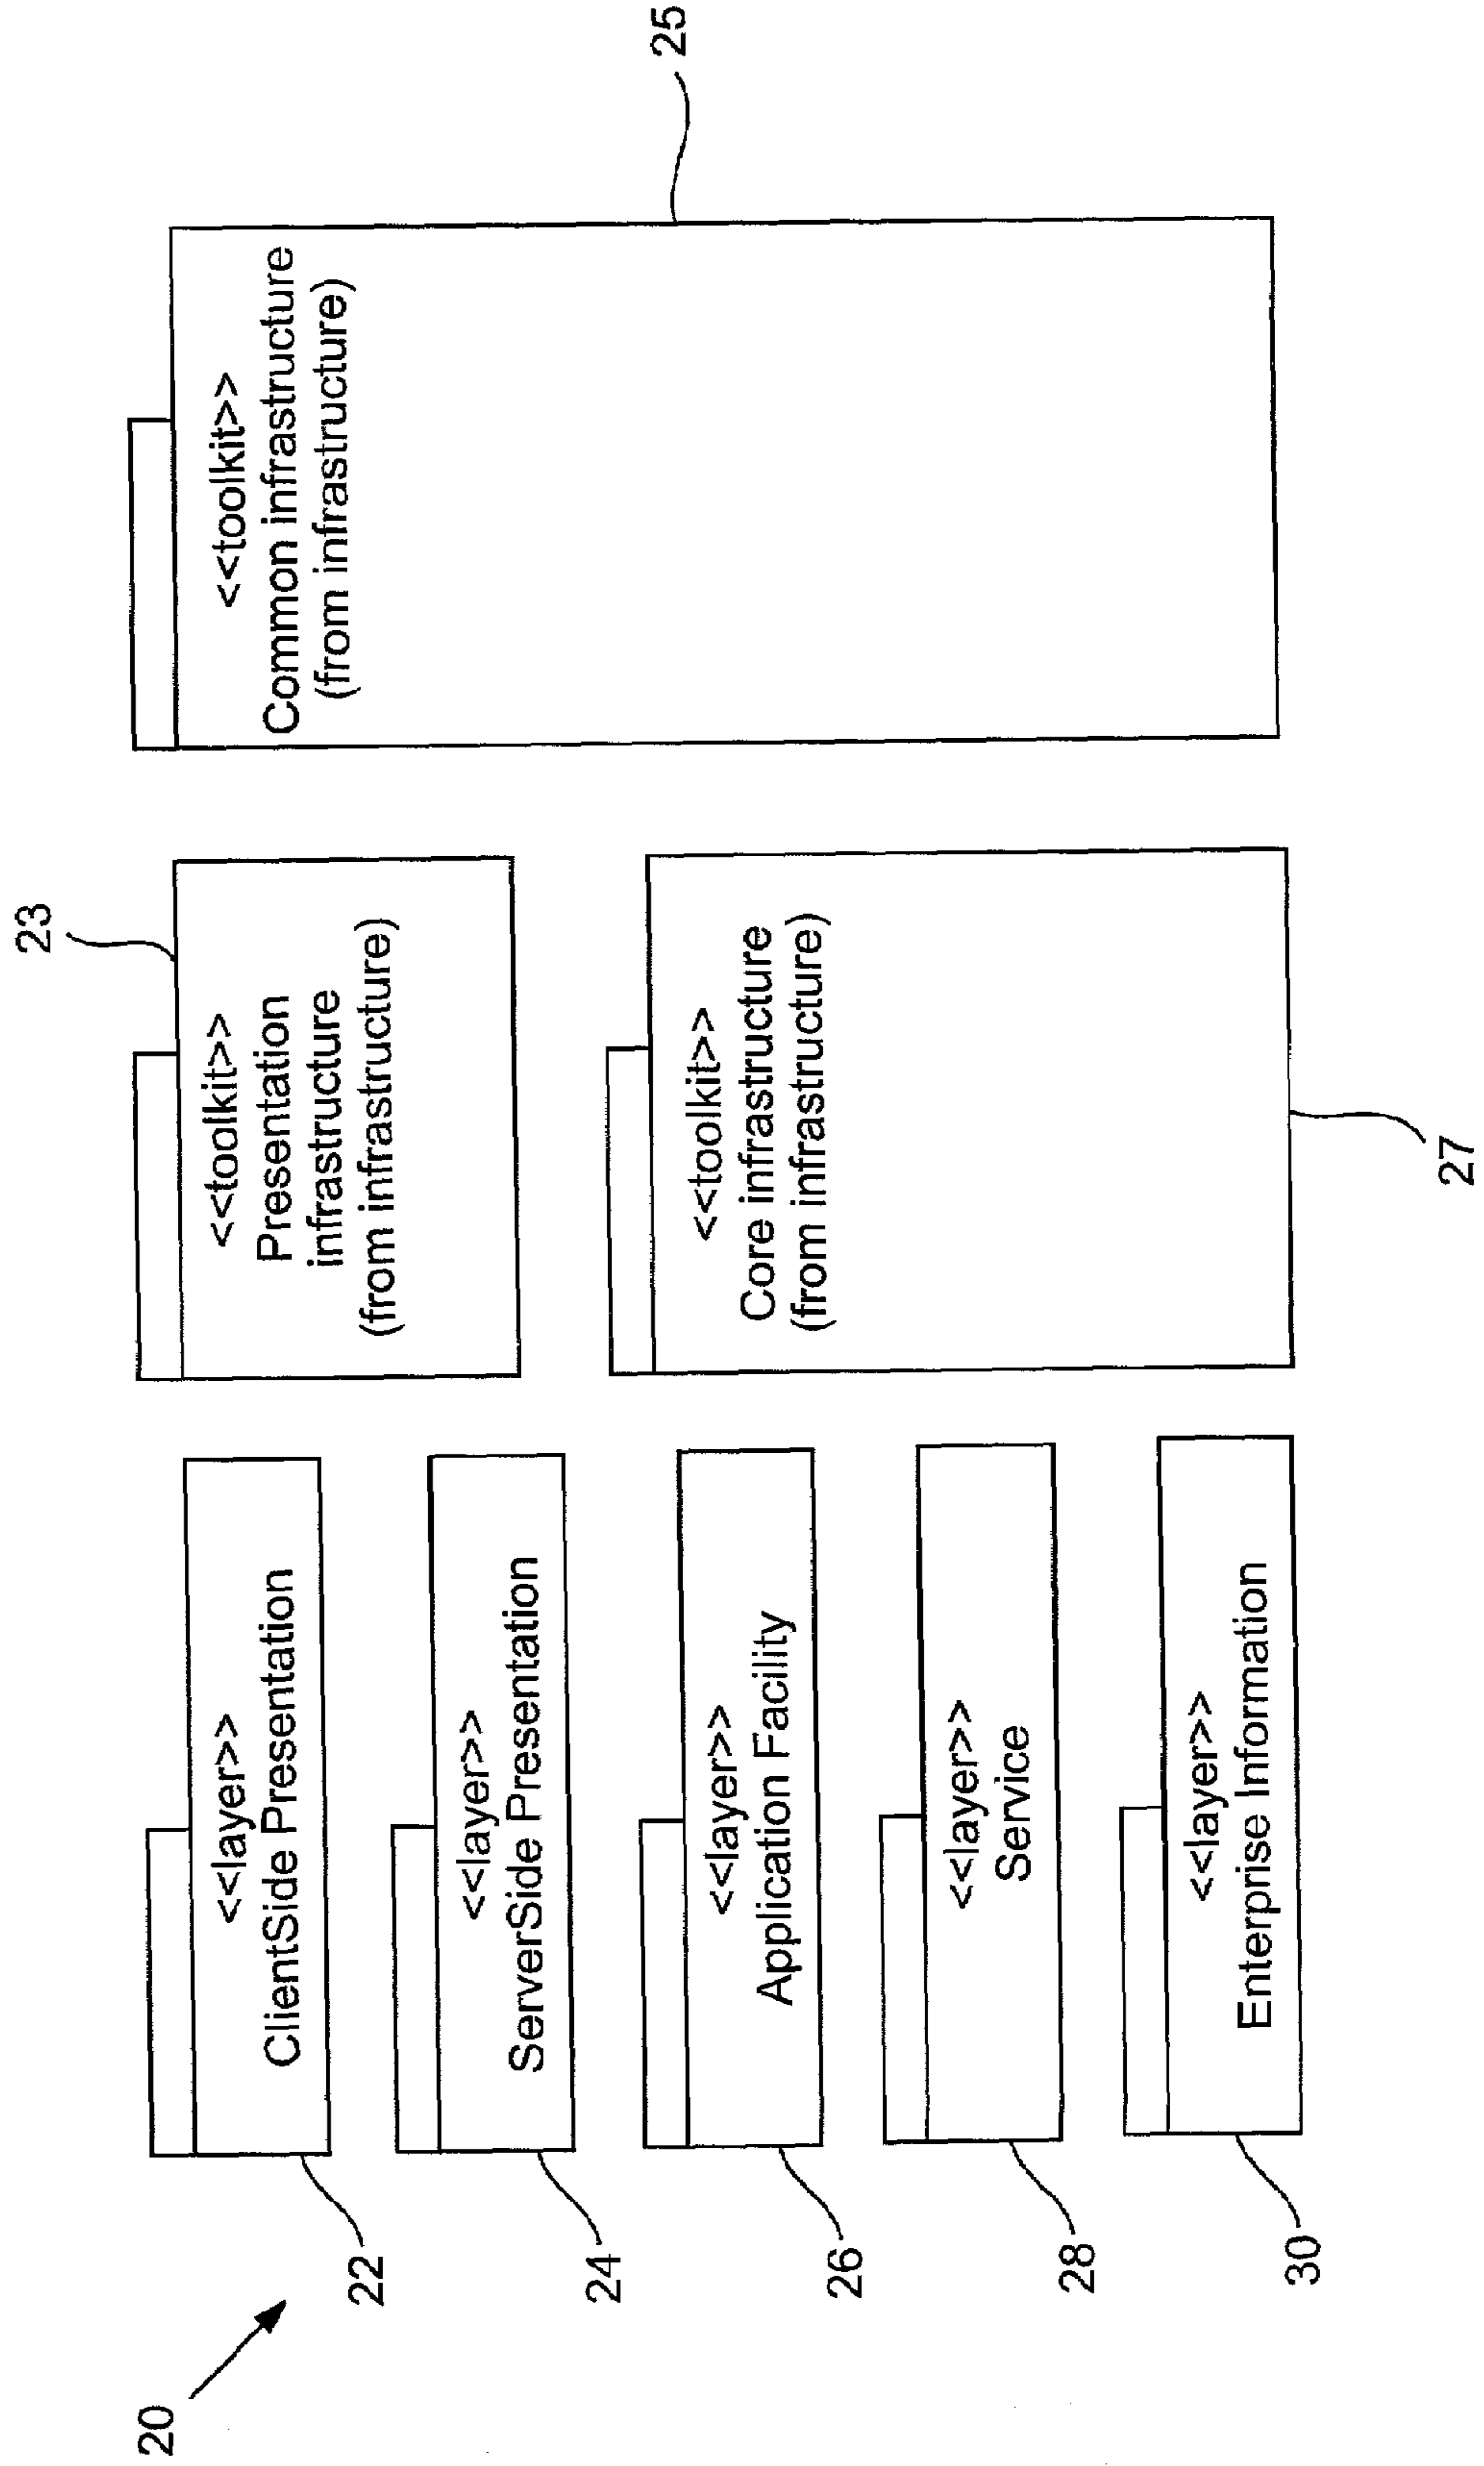 20
22
<<layer>>
ClientSide Presentation
24
<<layer>>
ServerSide Presentation
26
<<layer>>
Application Facility
28
<<layer>>
Service
30
<<layer>>
Enterprise Information
23
<<toolkit>>
Presentation
infrastructure
(from infrastructure)
<<toolkit>>
Core infrastructure
(from infrastructure)
27
<<toolkit>>
Common infrastructure
(from infrastructure)
25